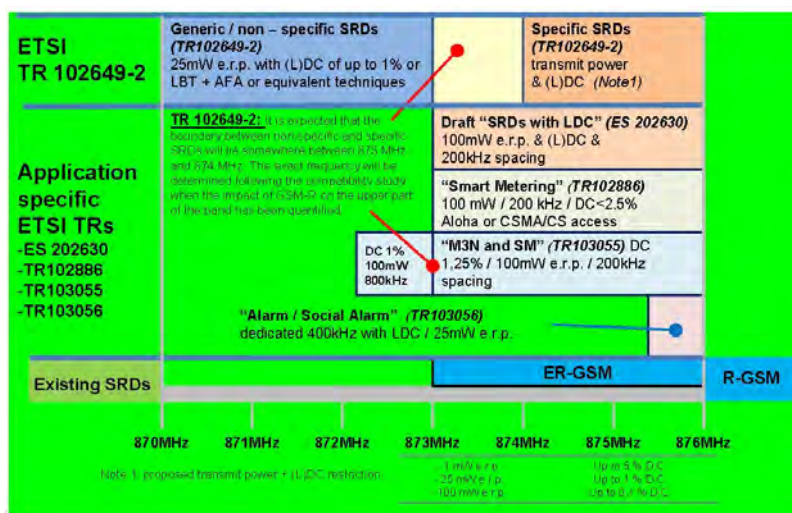 ETSI
TR 102649-2
Generic / non – specific SRDs
(TR102649-2)
25mW e.r.p. with (L)DC of up to 1% or
LBT + AFA or equivalent techniques
Specific SRDs
(TR102649-2)
transmit power
& (L)DC (Note1)
TR 102649-2: It is expected that the
boundary between non-specific and specific
SRDs will be somewhere between 873 MHz
and 874 MHz. The exact frequency will be
determined following the compatibility study
when the impact of GSM-R on the upper part
of the band has been quantified.
Application
specific
ETSI TRs
-ES 202630
-TR102886
-TR103055
-TR103056
Draft “SRDs with LDC” (ES 202630)
100mW e.r.p. & (L)DC &
200kHz spacing
“Smart Metering” (TR102886)
100 mW / 200 kHz / DC<2.5%
Aloha or CSMA/CS access
DC 1%
100mW
800kHz
“M3N and SM” (TR103055) DC
1,25% / 100mW e.r.p. / 200kHz
spacing
“Alarm / Social Alarm” (TR103056)
dedicated 400kHz with LDC / 25mW e.r.p.
Existing SRDs
ER-GSM
R-GSM
870MHz 871MHz 872MHz 873MHz 874MHz 875MHz 876MHz
Note 1: proposed transmit power + (L)DC restriction
- 1 mW e.r.p. Up to 5 % D.C.
- 25 mW e.r.p. Up to 1 % D.C.
-100 mW e.r.p. Up to 0.1 % D.C.